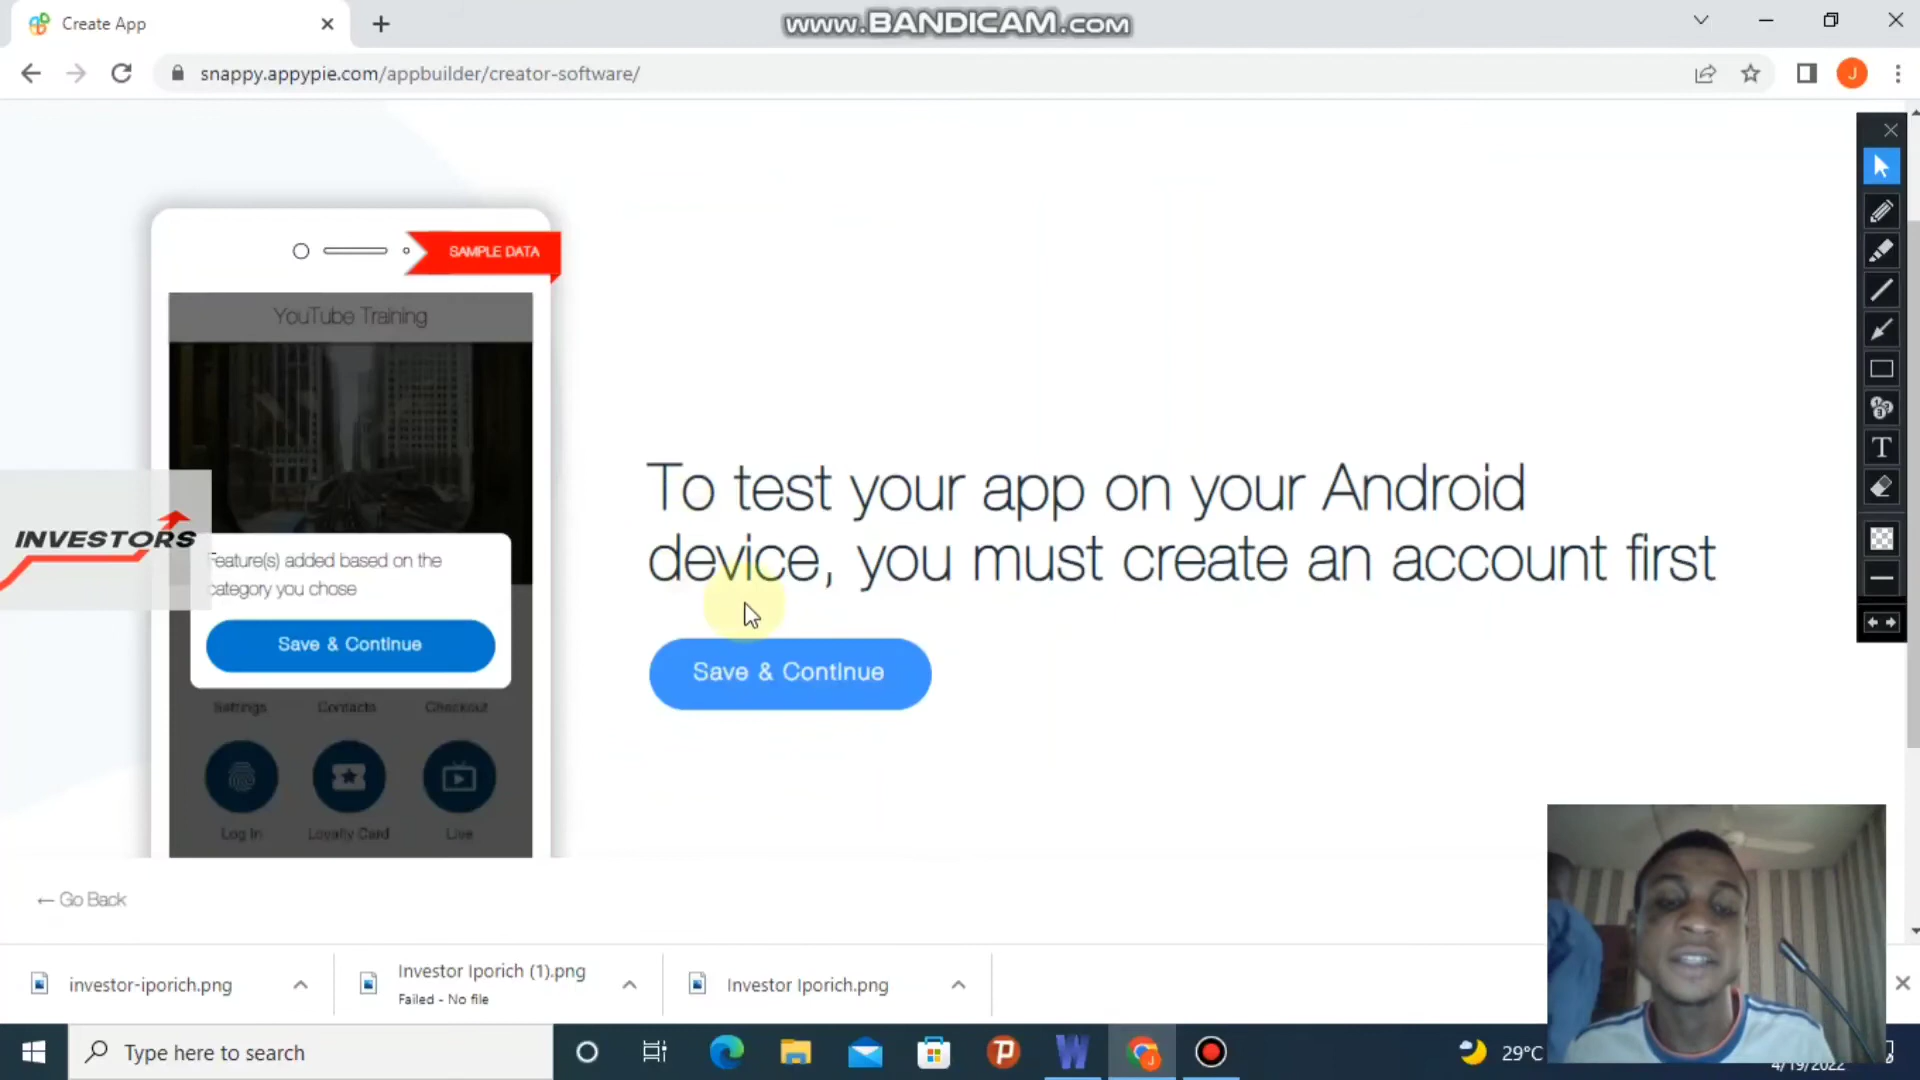 Create App
www.BANDICAM.com
snappy.appypie.com/appbuilder/creator-software/
J
SAMPLE DATA
YouTube Training
INVESTORS
Feature(s) added based on the
category you chose
Save & Continue
Settings
Contacts
Checkout
Log In
Loyalty Card
Live
To test your app on your Android
device, you must create an account first
Save & Continue
T
← Go Back
investor-iporich.png
Investor Iporich (1).png
Failed - No file
Investor Iporich.png
Type here to search
29°C
4/19/2022